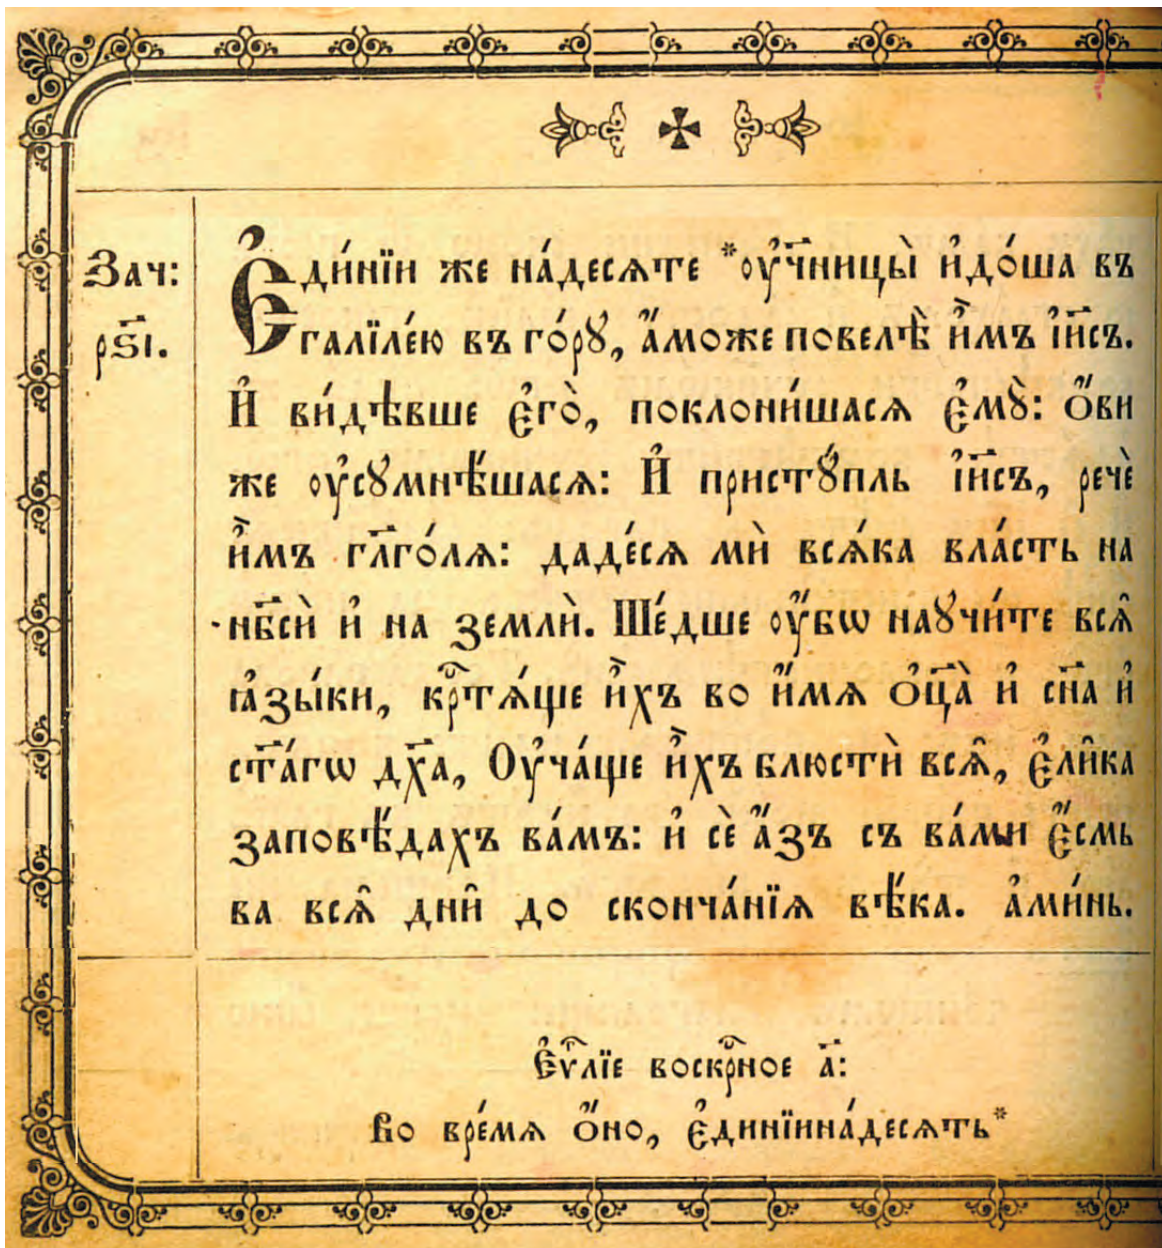 Зач:
рѕ҃і.
Є҆ди́нїи же на́десѧте *ᲂу҆чн҃цы̀ и҆до́ша въ
галїле́ю въ го́рꙋ, а҆́може повелѣ̀ и҆̀мъ і҆и҃съ.
И҆ ви́дѣвше є҆го̀, поклони́шасѧ є҆мꙋ̀: ѻ҆́ви
же ᲂу҆сꙋмнѣ́шасѧ: И҆ пристꙋ́пль і҆и҃съ, речѐ
и҆̀мъ гл҃го́лѧ: даде́сѧ мѝ всѧ́ка вла́сть на
нб҃сѝ и҆ на землѝ. Ше́дше ᲂу҆́бѡ наꙋчи́те всѧ̑
ꙗ҆зы́ки, крⷭ҇тѧ́ще и҆̀хъ во и҆́мѧ ѻ҆ц҃а̀ и҆ сн҃а и҆
ст҃а́гѡ дх҃а, Оу҆ча́ще и҆̀хъ блюстѝ всѧ̑, є҆ли̑ка
заповѣ́дахъ ва́мъ: и҆ сѐ а҆́зъ съ ва́ми є҆́смь
ва всѧ̑ дни̑ до сконча́нїѧ вѣ́ка. а҆ми́нь.
Є҆ѵⷢ҇лїе воскрⷭ҇ное а҃:
Во вре́мѧ ѻ҆́но, є҆динїинна́десѧть*